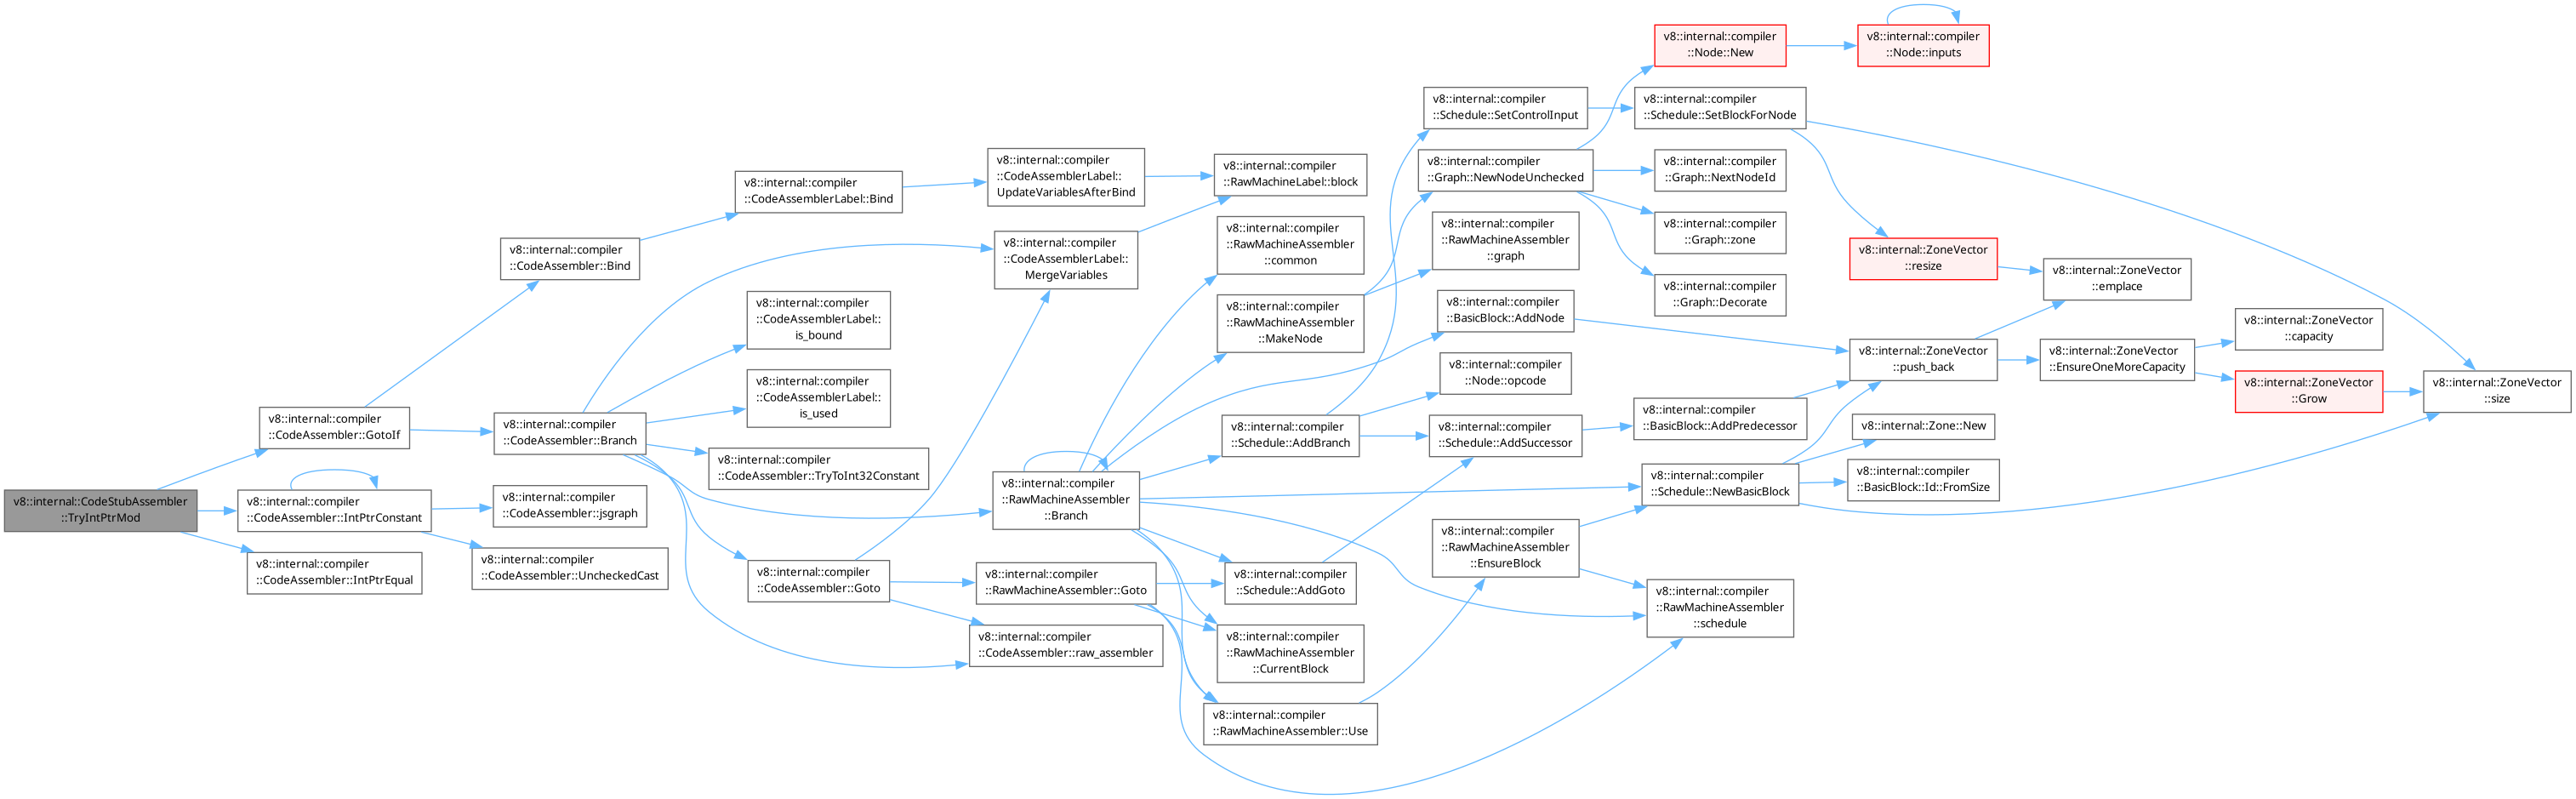 v8::internal::CodeStubAssembler
::TryIntPtrMod
v8::internal::compiler
::CodeAssembler::GotoIf
v8::internal::compiler
::CodeAssembler::IntPtrConstant
v8::internal::compiler
::CodeAssembler::IntPtrEqual
v8::internal::compiler
::CodeAssembler::Bind
v8::internal::compiler
::CodeAssembler::Branch
v8::internal::compiler
::CodeAssembler::jsgraph
v8::internal::compiler
::CodeAssembler::UncheckedCast
v8::internal::compiler
::CodeAssemblerLabel::Bind
v8::internal::compiler
::CodeAssemblerLabel::
is_bound
v8::internal::compiler
::CodeAssemblerLabel::
is_used
v8::internal::compiler
::CodeAssembler::TryToInt32Constant
v8::internal::compiler
::CodeAssembler::Goto
v8::internal::compiler
::CodeAssemblerLabel::
UpdateVariablesAfterBind
v8::internal::compiler
::CodeAssemblerLabel::
MergeVariables
v8::internal::compiler
::RawMachineAssembler
::Branch
v8::internal::compiler
::RawMachineAssembler::Goto
v8::internal::compiler
::CodeAssembler::raw_assembler
v8::internal::compiler
::RawMachineLabel::block
v8::internal::compiler
::RawMachineAssembler
::common
v8::internal::compiler
::RawMachineAssembler
::MakeNode
v8::internal::compiler
::Schedule::AddBranch
v8::internal::compiler
::Schedule::AddGoto
v8::internal::compiler
::RawMachineAssembler
::CurrentBlock
v8::internal::compiler
::RawMachineAssembler::Use
v8::internal::compiler
::Schedule::SetControlInput
v8::internal::compiler
::Graph::NewNodeUnchecked
v8::internal::compiler
::RawMachineAssembler
::graph
v8::internal::compiler
::BasicBlock::AddNode
v8::internal::compiler
::Node::opcode
v8::internal::compiler
::Schedule::AddSuccessor
v8::internal::compiler
::RawMachineAssembler
::EnsureBlock
v8::internal::compiler
::Node::New
v8::internal::compiler
::Schedule::SetBlockForNode
v8::internal::compiler
::Graph::NextNodeId
v8::internal::compiler
::Graph::zone
v8::internal::compiler
::Graph::Decorate
v8::internal::compiler
::BasicBlock::AddPredecessor
v8::internal::compiler
::Schedule::NewBasicBlock
v8::internal::compiler
::RawMachineAssembler
::schedule
v8::internal::compiler
::Node::inputs
v8::internal::ZoneVector
::resize
v8::internal::ZoneVector
::push_back
v8::internal::Zone::New
v8::internal::compiler
::BasicBlock::Id::FromSize
v8::internal::ZoneVector
::emplace
v8::internal::ZoneVector
::EnsureOneMoreCapacity
v8::internal::ZoneVector
::capacity
v8::internal::ZoneVector
::Grow
v8::internal::ZoneVector
::size